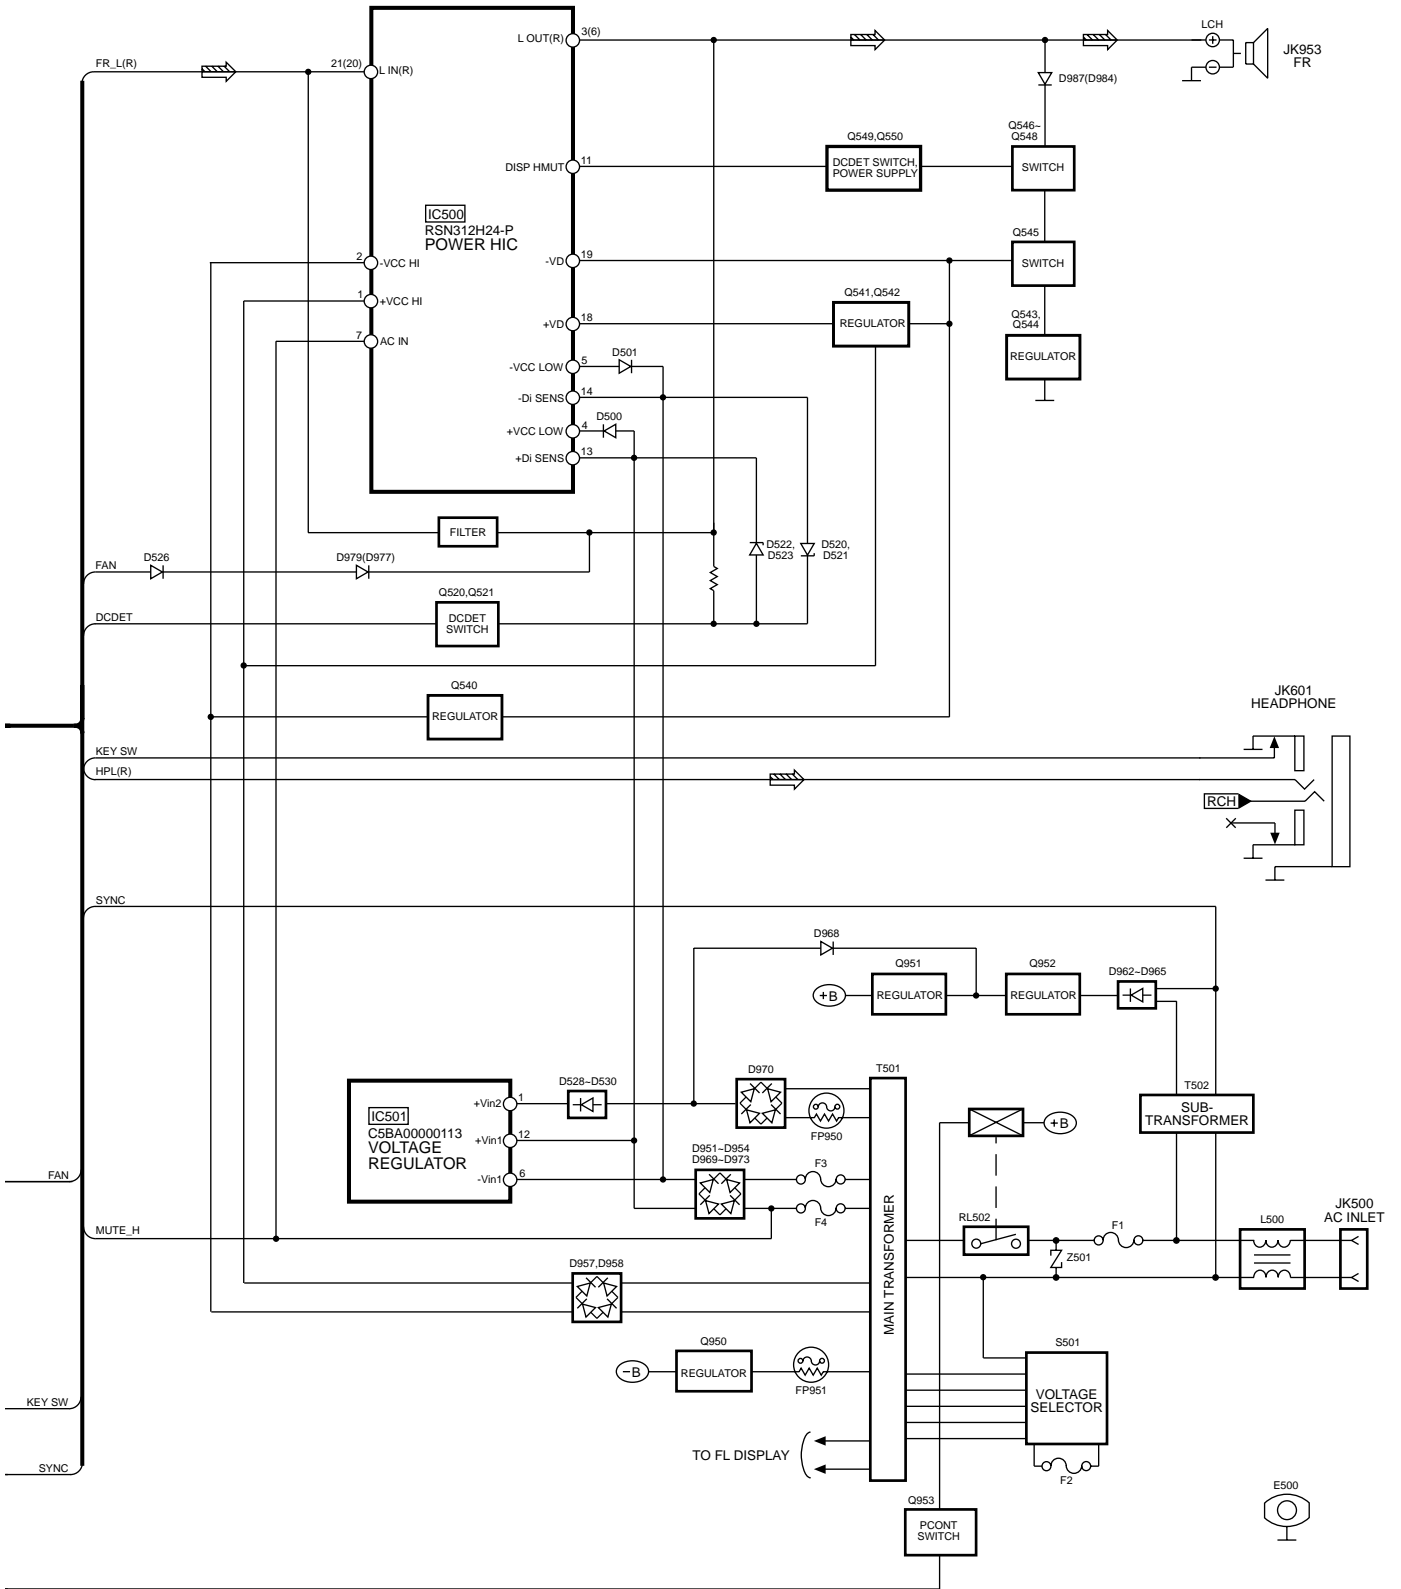 LCH
L OUT(R)
3(6)
JK953
FR
FR_L(R)
21(20)
L IN(R)
D987(D984)
Q546~
Q548
Q549,Q550
DISP HMUT
11
DCDET SWITCH,
POWER SUPPLY
SWITCH
IC500
RSN312H24-P
POWER HIC
Q545
2
-VCC HI
-VD
19
SWITCH
1
+VCC HI
Q541,Q542
+VD
18
REGULATOR
Q543,
Q544
7
AC IN
REGULATOR
D501
-VCC LOW
5
-Di SENS
14
D500
+VCC LOW
4
+Di SENS
13
FILTER
D522,
D523
D520,
D521
D526
D979(D977)
FAN
Q520,Q521
DCDET
DCDET
SWITCH
Q540
REGULATOR
JK601
HEADPHONE
KEY SW
HPL(R)
RCH
SYNC
D968
Q951
Q952
D962~D965
+B
REGULATOR
REGULATOR
T501
T502
D970
D528~D530
IC501
C5BA00000113
VOLTAGE
REGULATOR
+Vin2
1
SUB-
TRANSFORMER
+B
FP950
+Vin1
12
D951~D954
D969~D973
F3
-Vin1
6
FAN
F4
MAIN TRANSFORMER
RL502
F1
L500
JK500
AC INLET
MUTE_H
Z501
D957,D958
Q950
S501
-B
REGULATOR
FP951
VOLTAGE
SELECTOR
KEY SW
TO FL DISPLAY
SYNC
F2
E500
Q953
PCONT
SWITCH